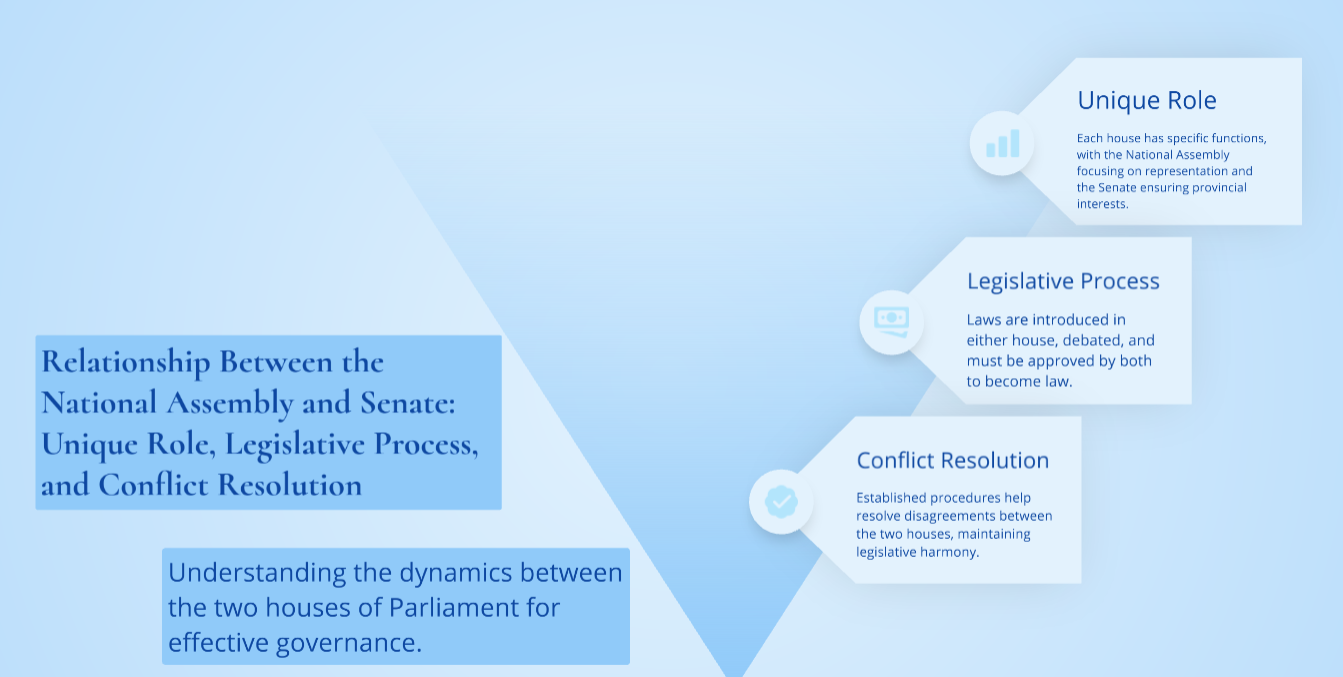 Relationship Between the
National Assembly and Senate:
Unique Role, Legislative Process,
and Conflict Resolution
Understanding the dynamics between
the two houses of Parliament for
effective governance.
Unique Role
Each house has specific functions,
with the National Assembly
focusing on representation and
the Senate ensuring provincial
interests.
Legislative Process
Laws are introduced in
either house, debated, and
must be approved by both
to become law.
Conflict Resolution
Established procedures help
resolve disagreements between
the two houses, maintaining
legislative harmony.